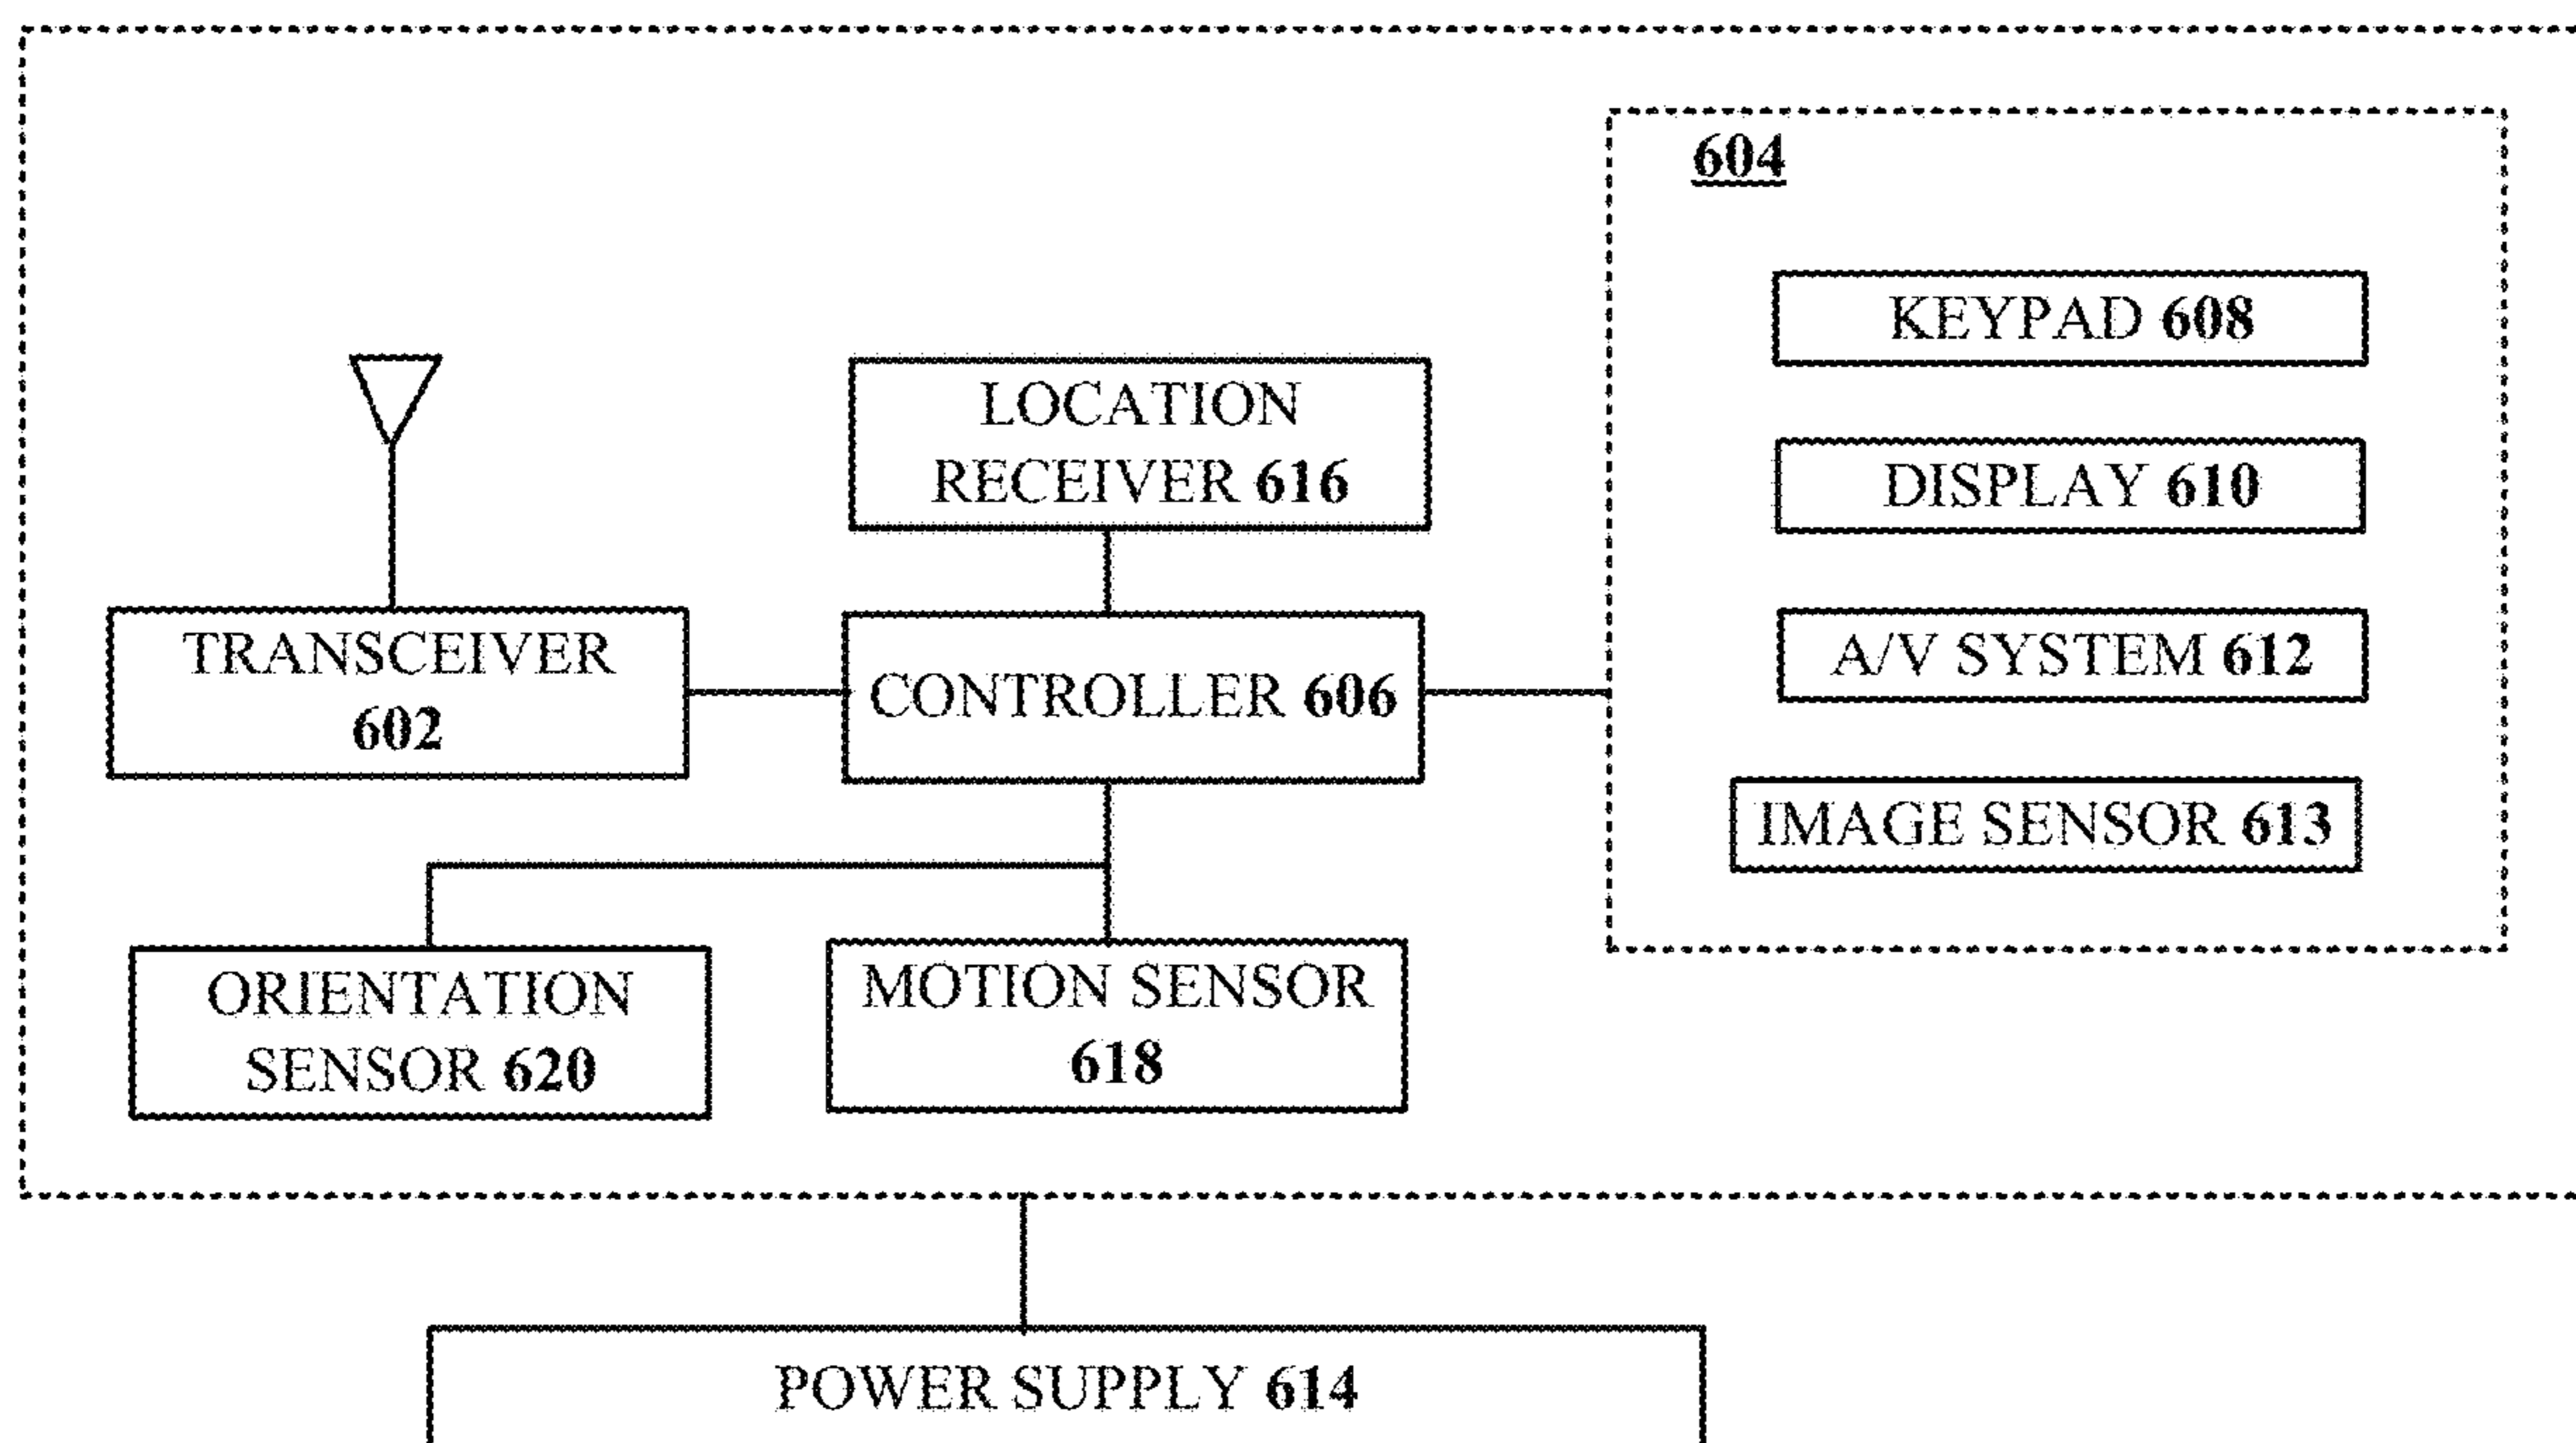 604
KEYPAD 608
LOCATION
RECEIVER 616
DISPLAY 610
TRANSCEIVER
602
CONTROLLER 606
A/V SYSTEM 612
IMAGE SENSOR 613
ORIENTATION
SENSOR 620
MOTION SENSOR
618
POWER SUPPLY 614